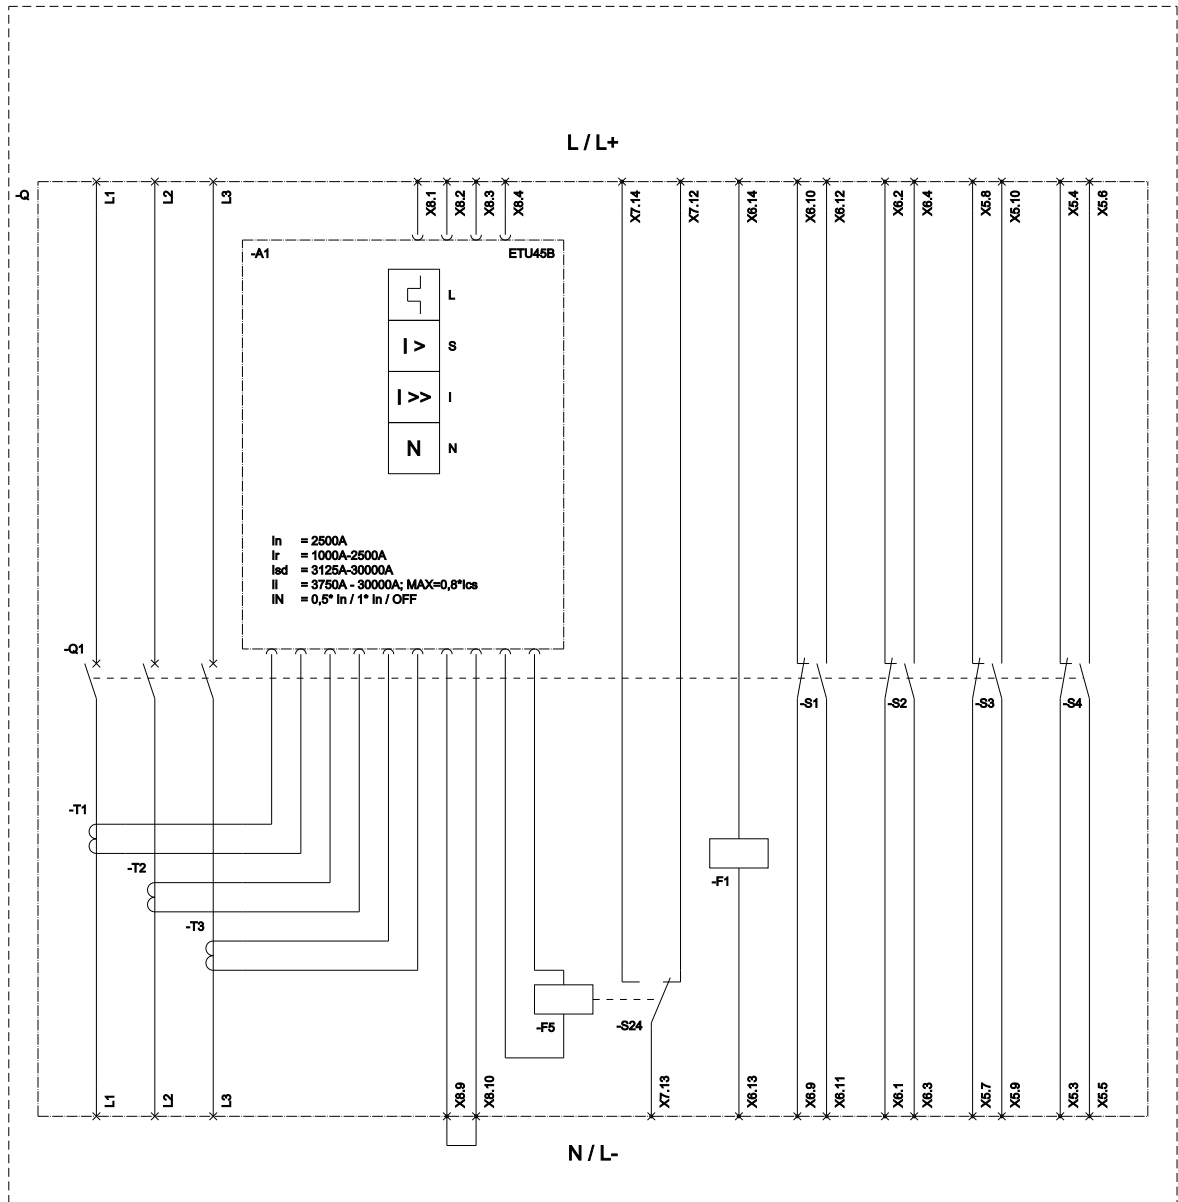 L / L+
-Q
L1
L2
L3
X8.1
X8.2
X8.3
X8.4
X7.14
X7.12
X6.14
X6.10
X6.12
X6.2
X6.4
X5.8
X5.10
X5.4
X5.6
-A1
ETU45B
L
I > S
I >> I
N N
In = 2500A
Ir = 1000A-2500A
Isd = 3125A-30000A
Ii = 3750A - 30000A; MAX=0,8*Ics
IN = 0,5* In / 1* In / OFF
-Q1
-S1
-S2
-S3
-S4
-T1
-T2
-F1
-T3
-F5
-S24
L1
L2
L3
X8.9
X8.10
X7.13
X6.13
X6.9
X6.11
X6.1
X6.3
X5.7
X5.9
X5.3
X5.5
N / L-